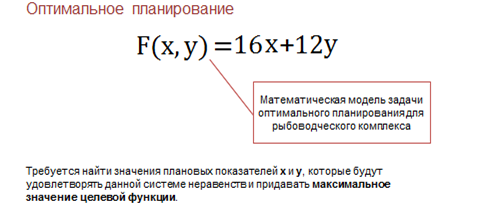 Оптимальное планирование
F(x, y) =16x+12y
Математическая модель задачи
оптимального планирования для
рыбоводческого комплекса
Требуется найти значения плановых показателей x и y, которые будут
удовлетворять данной системе неравенств и придавать максимальное
значение целевой функции.